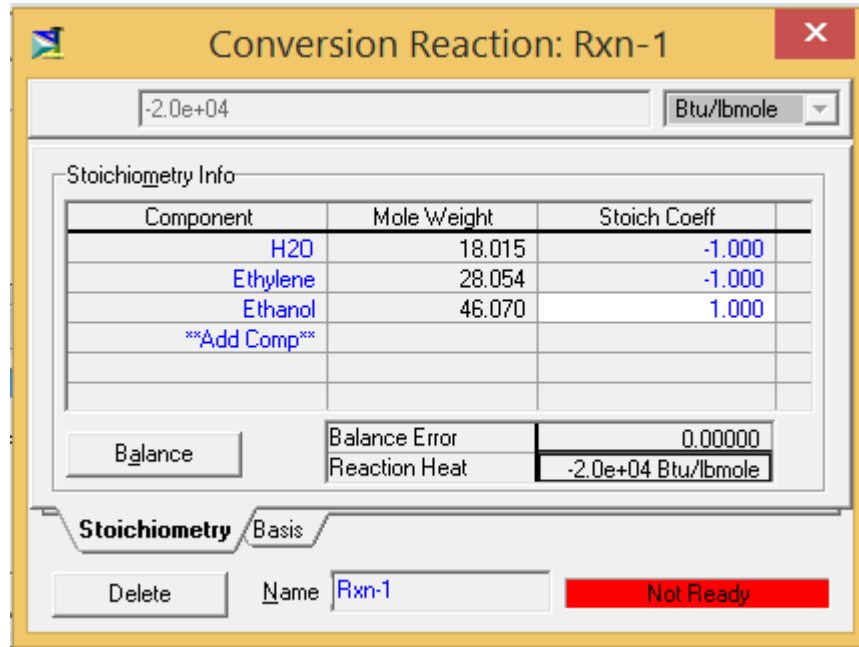 Conversion Reaction: Rxn-1
-2.0e+04 Btu/lbmole
Stoichiometry Info
Component Mole Weight Stoich Coeff
H2O 18.015 -1.000
Ethylene 28.054 -1.000
Ethanol 46.070 1.000
**Add Comp**
Balance
Balance Error 0.00000
Reaction Heat -2.0e+04 Btu/lbmole
Stoichiometry Basis
Delete Name Rxn-1 Not Ready